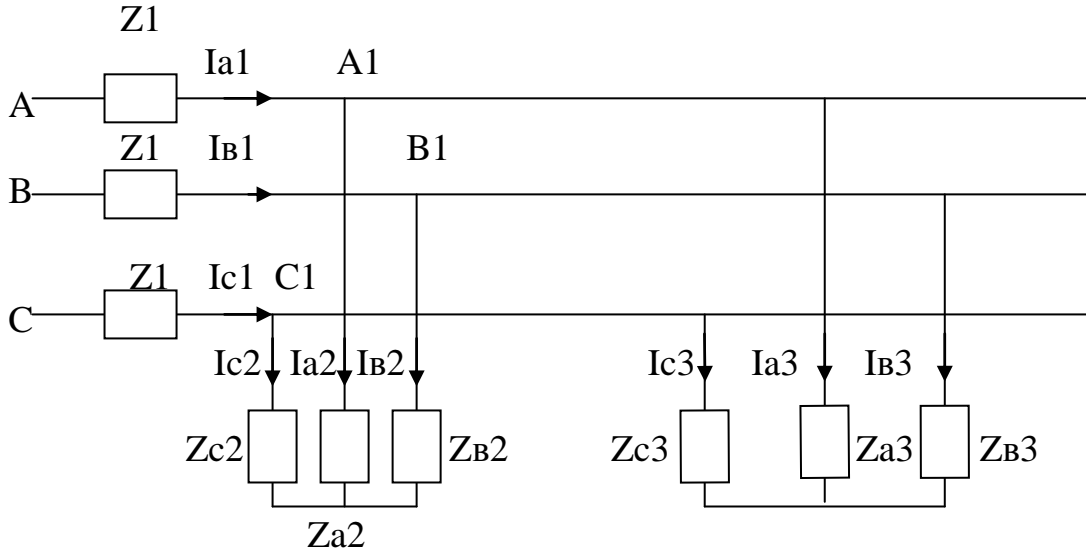 Z1
Ia1 A1
A
Z1 Iв1 B1
B
Z1 Ic1 C1
C
Ic2 Ia2 Iв2 Ic3 Ia3 Iв3
Zc2 Zв2 Zc3 Za3 Zв3
Za2